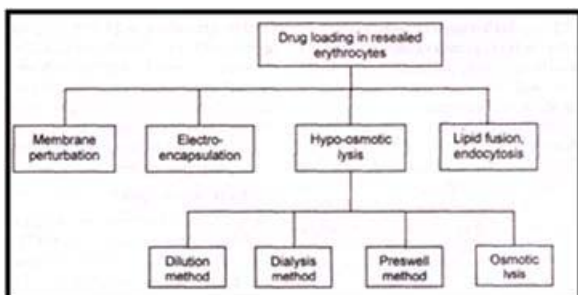 Drug loading in resealed
erythrocytes
Membrane
perturbation
Electro-
encapsulation
Hypo-osmotic
lysis
Lipid fusion,
endocytosis
Dilution
method
Dialysis
method
Preswell
method
Osmotic
lysis